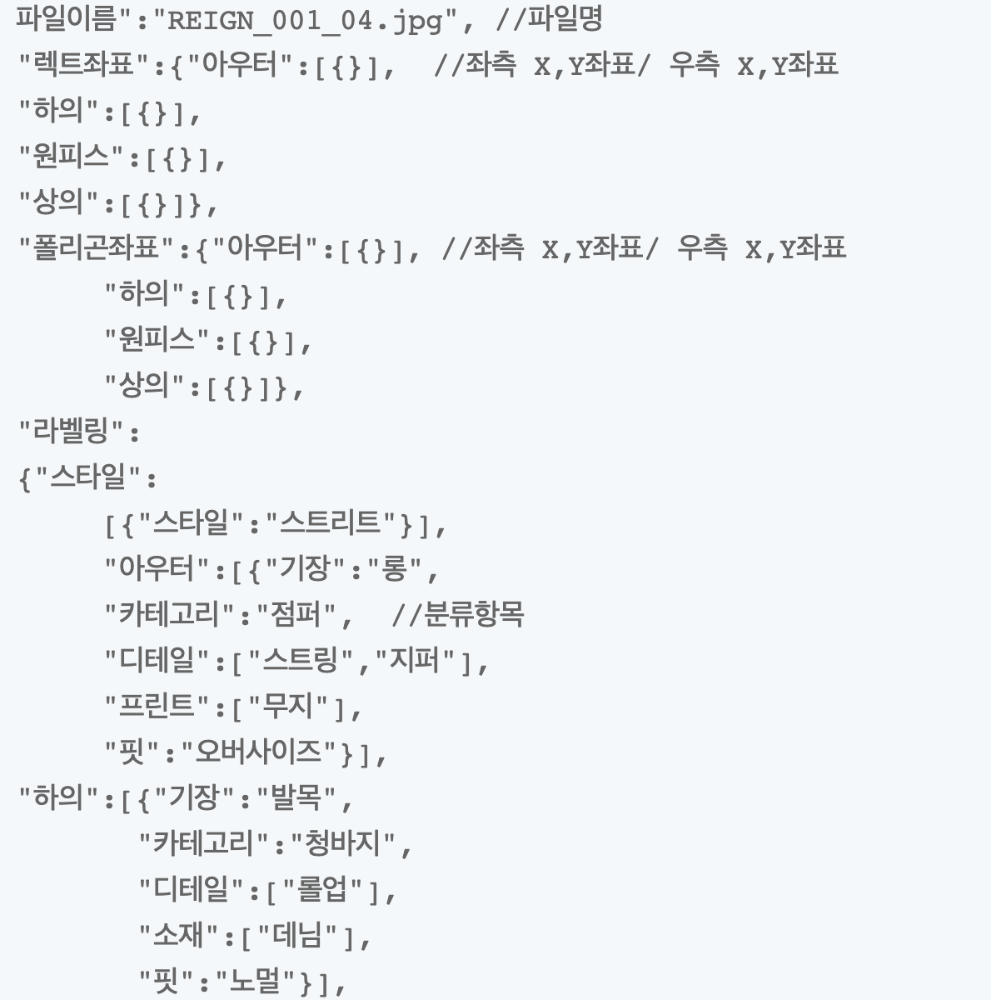 파일이름":"REIGN_001_04.jpg", //파일명
"렉트좌표":{"아우터":[{}],  //좌측 X,Y좌표/ 우측 X,Y좌표
"하의":[{}],
"원피스":[{}],
"상의":[{}]},
"폴리곤좌표":{"아우터":[{}], //좌측 X,Y좌표/ 우측 X,Y좌표
     "하의":[{}],
     "원피스":[{}],
     "상의":[{}]},
"라벨링":
{"스타일":
     [{"스타일":"스트리트"}],
     "아우터":[{"기장":"롱",
     "카테고리":"점퍼",  //분류항목
     "디테일":["스트링","지퍼"],
     "프린트":["무지"],
     "핏":"오버사이즈"}],
"하의":[{"기장":"발목",
       "카테고리":"청바지",
       "디테일":["롤업"],
       "소재":["데님"],
       "핏":"노멀"}],